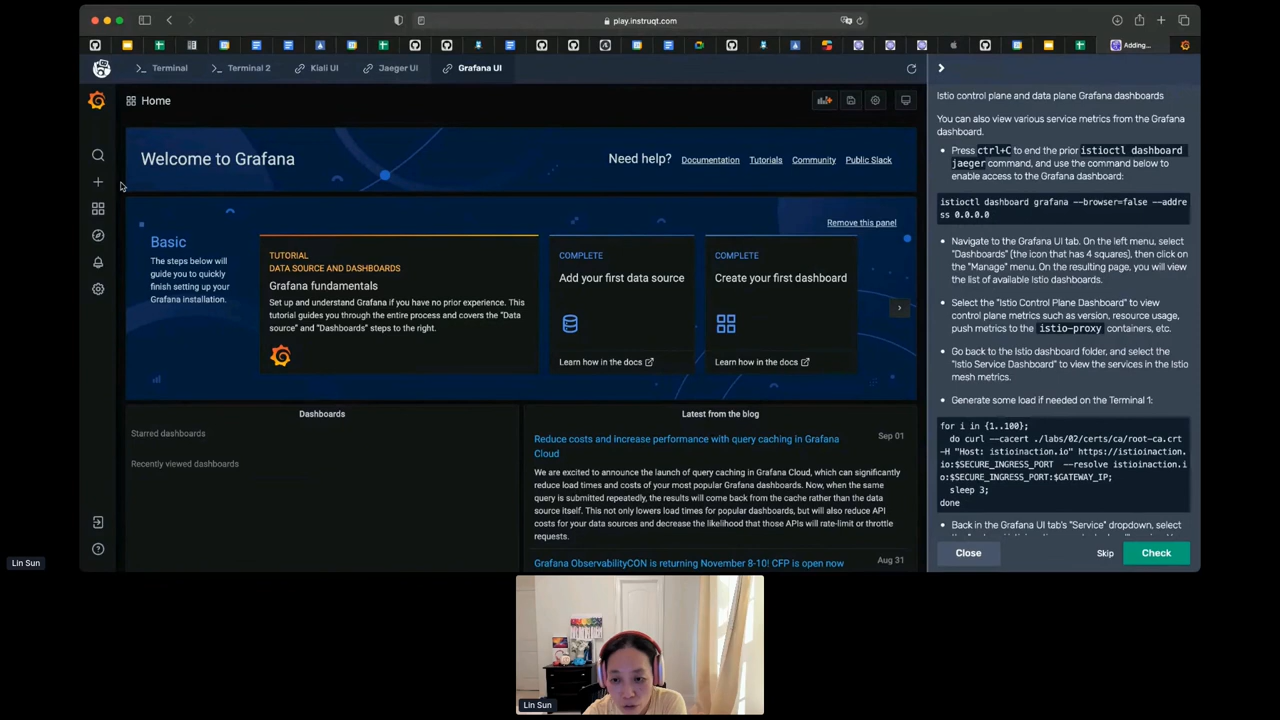 play.instruqt.com
Adding...
Terminal
Terminal 2
Kiali UI
Jaeger UI
Grafana UI
Home
Welcome to Grafana
Need help?
Documentation
Tutorials
Community
Public Slack
Remove this panel
Basic
The steps below will
guide you to quickly
finish setting up your
Grafana installation.
TUTORIAL
DATA SOURCE AND DASHBOARDS
Grafana fundamentals
Set up and understand Grafana if you have no prior experience. This
tutorial guides you through the entire process and covers the "Data
source" and "Dashboards" steps to the right.
COMPLETE
Add your first data source
Learn how in the docs
COMPLETE
Create your first dashboard
Learn how in the docs
Dashboards
Starred dashboards
Recently viewed dashboards
Latest from the blog
Reduce costs and increase performance with query caching in Grafana
Cloud
Sep 01
We are excited to announce the launch of query caching in Grafana Cloud, which can significantly
reduce load times and costs of your most popular Grafana dashboards. Now, when the same
query is submitted repeatedly, the results will come back from the cache rather than the data
source itself. This not only lowers load times for popular dashboards, but will also reduce API
costs for your data sources and decrease the likelihood that those APIs will rate-limit or throttle
requests.
Grafana ObservabilityCON is returning November 8-10! CFP is open now
Aug 31
Istio control plane and data plane Grafana dashboards
You can also view various service metrics from the Grafana
dashboard.
• Press ctrl+C to end the prior istioctl dashboard
jaeger command, and use the command below to
enable access to the Grafana dashboard:
istioctl dashboard grafana --browser=false --addre
ss 0.0.0.0
• Navigate to the Grafana UI tab. On the left menu, select
"Dashboards" (the icon that has 4 squares), then click on
the "Manage" menu. On the resulting page, you will view
the list of available Istio dashboards.
• Select the "Istio Control Plane Dashboard" to view
control plane metrics such as version, resource usage,
push metrics to the istio-proxy containers, etc.
• Go back to the Istio dashboard folder, and select the
"Istio Service Dashboard" to view the services in the Istio
mesh metrics.
• Generate some load if needed on the Terminal 1:
for i in {1..100};
do curl --cacert ./labs/02/certs/ca/root-ca.crt
-H "Host: istioinaction.io" https://istioinaction.
io:$SECURE_INGRESS_PORT --resolve istioinaction.i
o:$SECURE_INGRESS_PORT:$GATEWAY_IP;
sleep 3;
done
• Back in the Grafana UI tab's "Service" dropdown, select
Close
Skip
Check
Lin Sun
Lin Sun